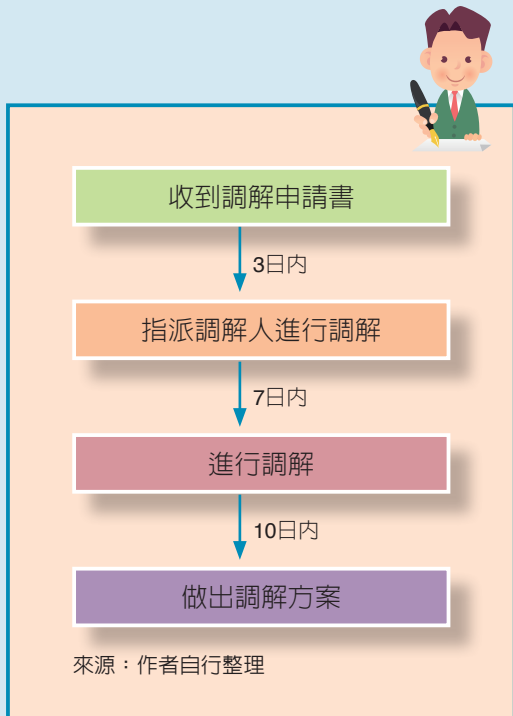 收到調解申請書
3日內
指派調解人進行調解
7日內
進行調解
10日內
做出調解方案
來源：作者自行整理